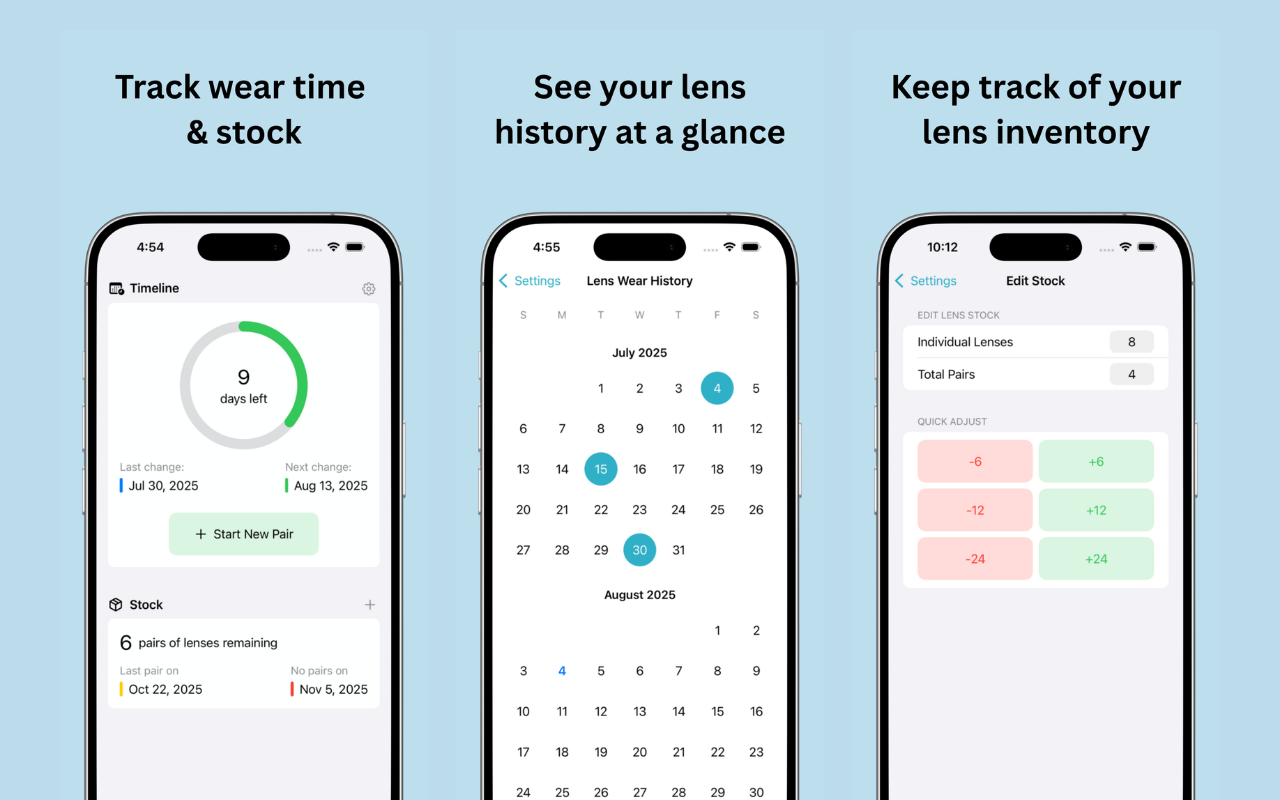 Track wear time
& stock
4:54
Timeline
9
days left
Last change:
Next change:
Jul 30, 2025
Aug 13, 2025
+ Start New Pair
Stock
+
6 pairs of lenses remaining
Last pair on
No pairs on
Oct 22, 2025
Nov 5, 2025
See your lens
history at a glance
4:55
Settings
Lens Wear History
S M T W T F S
July 2025
1 2 3 4 5
6 7 8 9 10 11 12
13 14 15 16 17 18 19
20 21 22 23 24 25 26
27 28 29 30 31
August 2025
1 2
3 4 5 6 7 8 9
10 11 12 13 14 15 16
17 18 19 20 21 22 23
24 25 26 27 28 29 30
Keep track of your
lens inventory
10:12
Settings
Edit Stock
EDIT LENS STOCK
Individual Lenses 8
Total Pairs 4
QUICK ADJUST
-6 +6
-12 +12
-24 +24